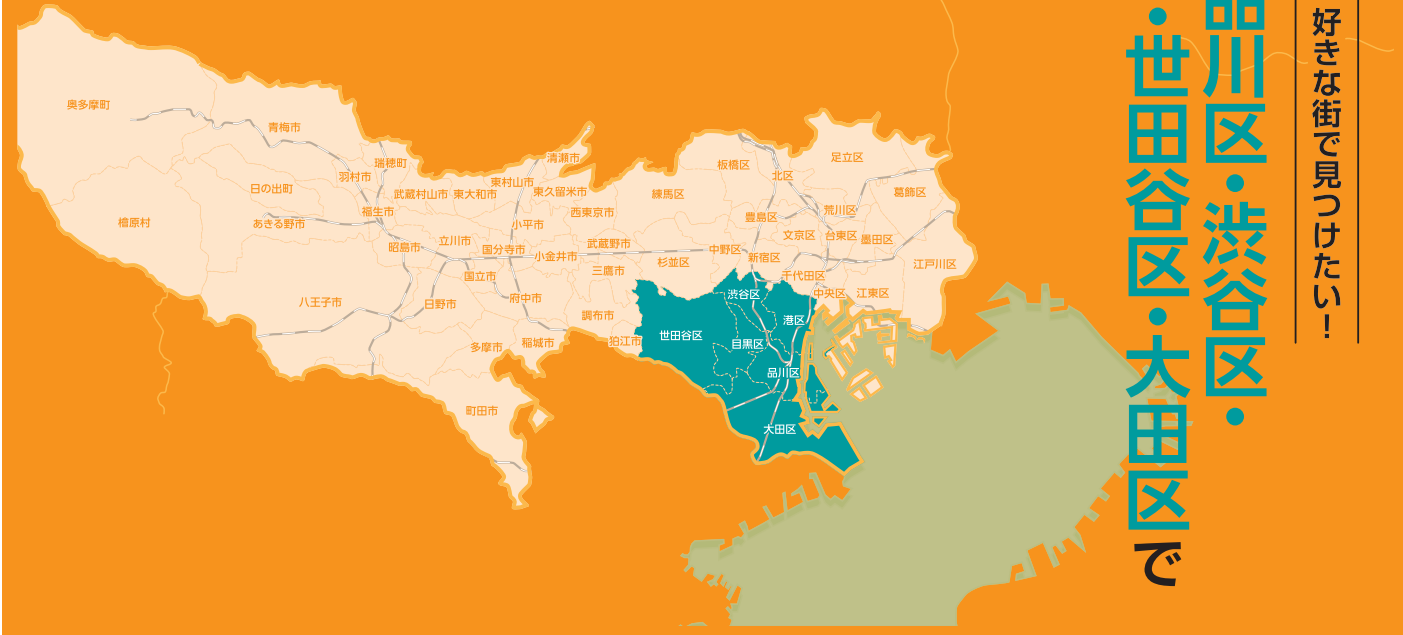 好きな街で見つけたい!
品川区・渋谷区・
・世田谷区・大田区で
奥多摩町
青梅市
瑞穂町
羽村市
日の出町
武蔵村山市
東大和市
東村山市
清瀬市
東久留米市
福生市
檜原村
あきる野市
昭島市
立川市
国分寺市
小平市
西東京市
小金井市
武蔵野市
国立市
三鷹市
八王子市
日野市
府中市
調布市
狛江市
多摩市
稲城市
町田市
練馬区
板橋区
北区
足立区
葛飾区
豊島区
荒川区
文京区
台東区
墨田区
中野区
杉並区
新宿区
千代田区
江戸川区
中央区
江東区
渋谷区
港区
世田谷区
目黒区
品川区
大田区